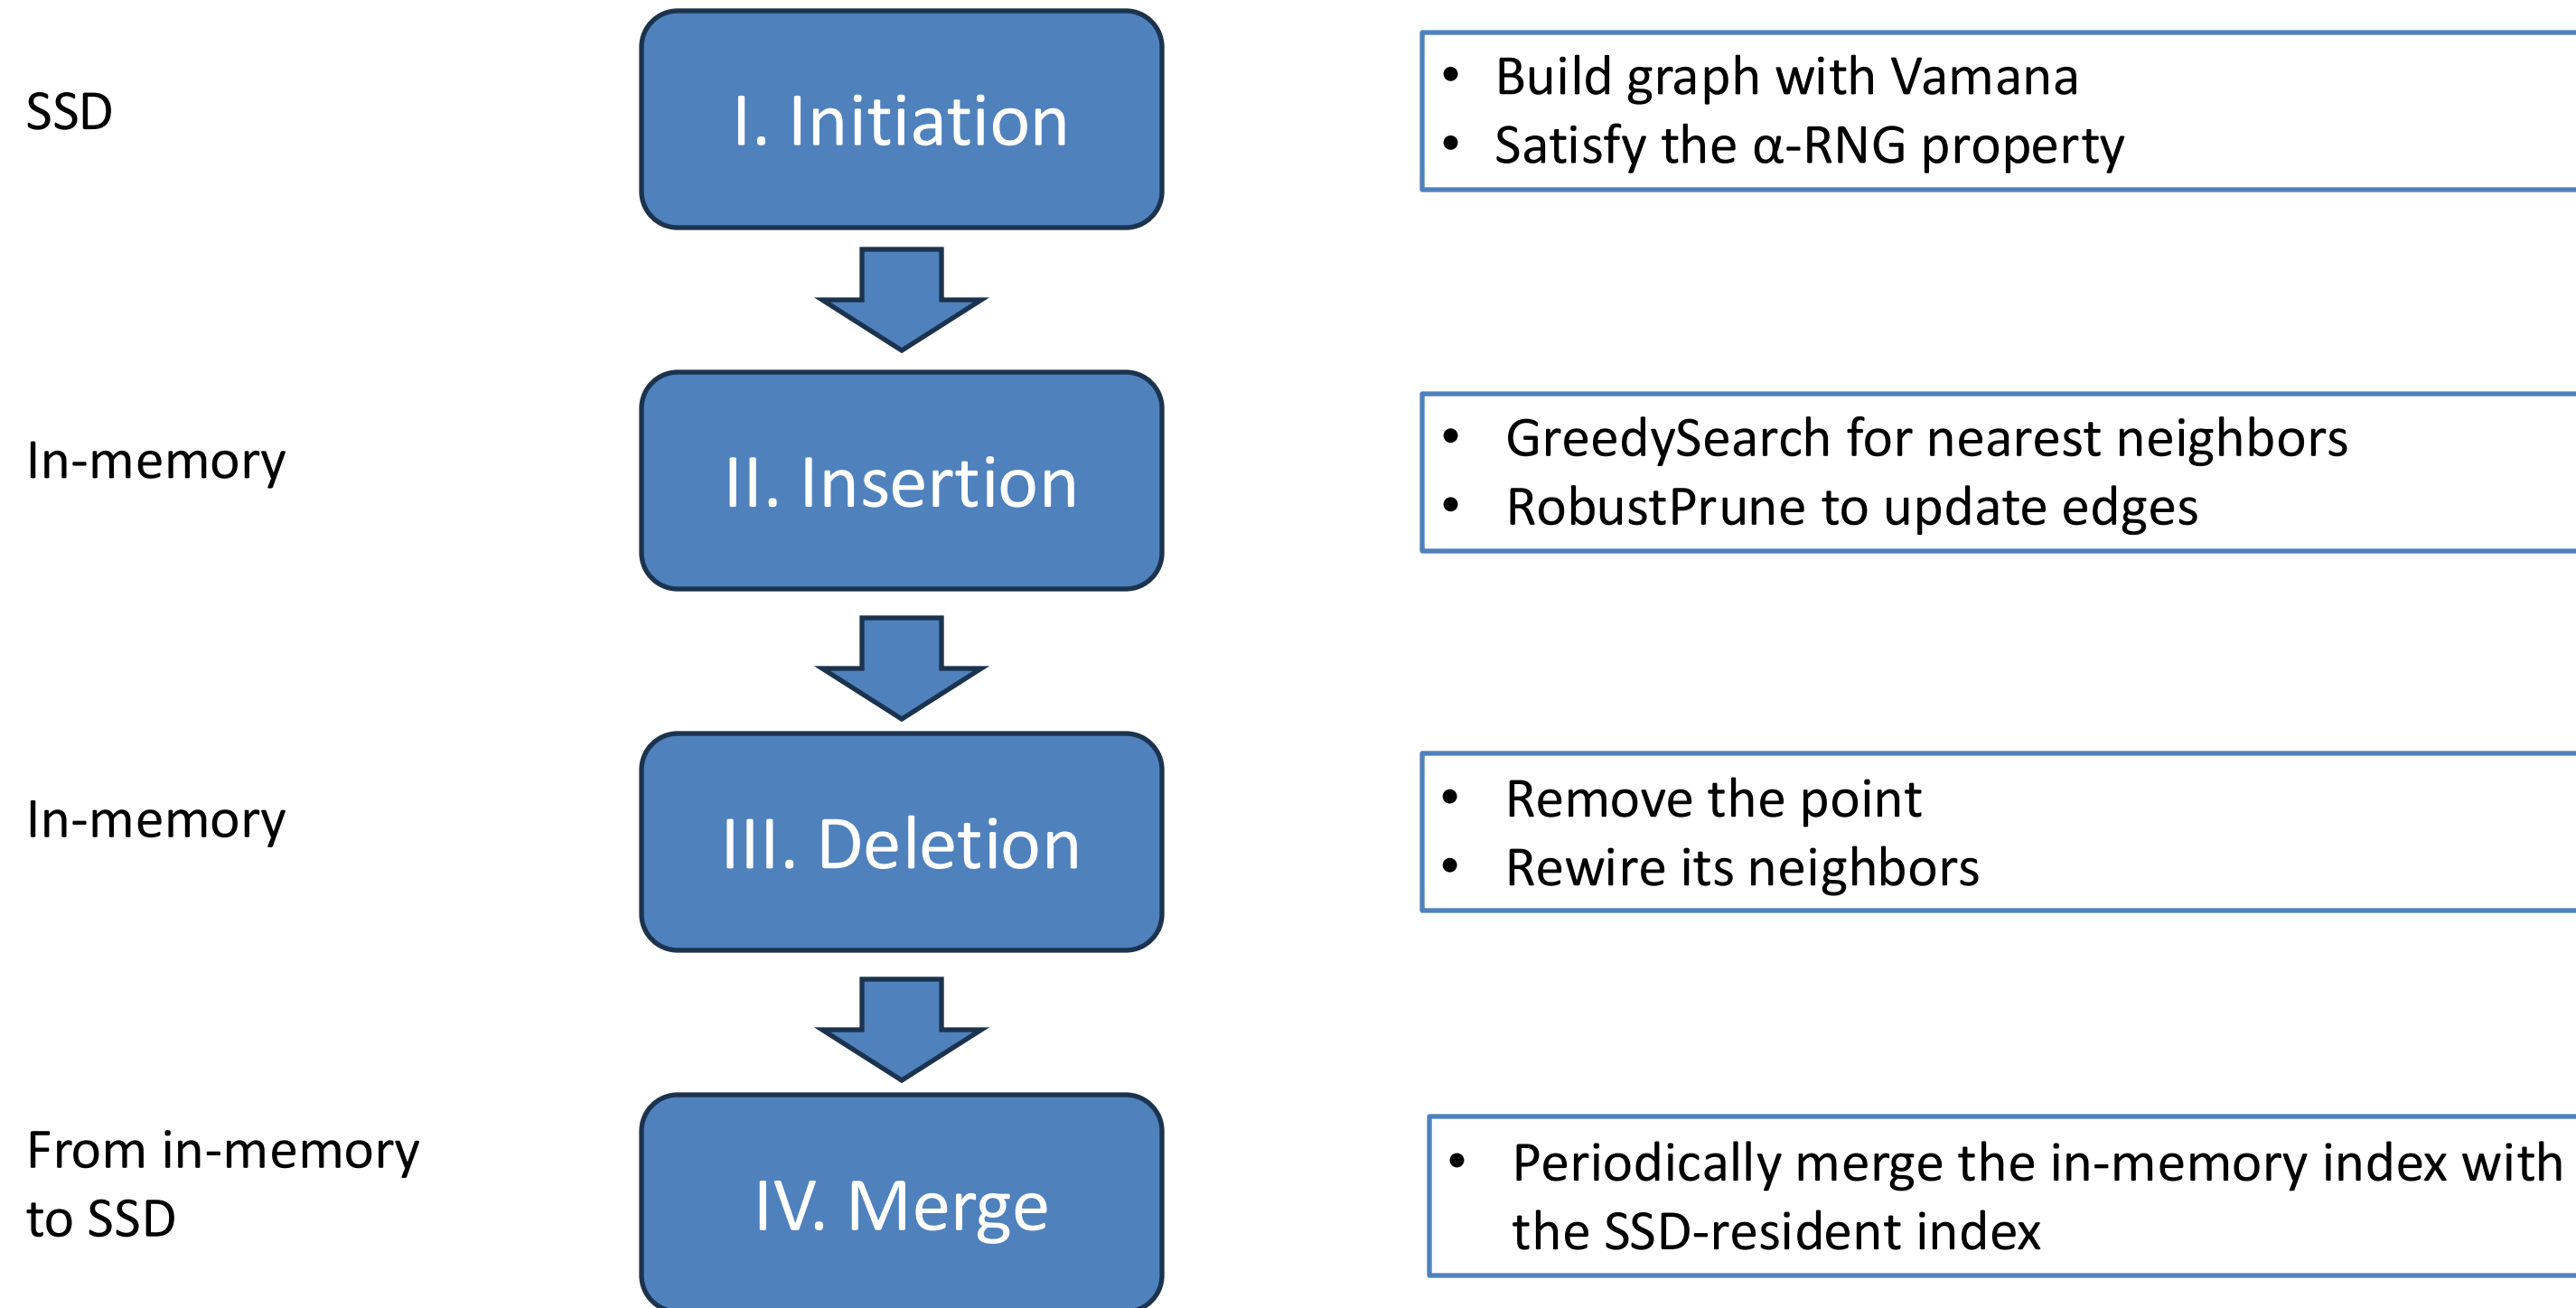 SSD
I. Initiation
• Build graph with Vamana
• Satisfy the α-RNG property
In-memory
II. Insertion
• GreedySearch for nearest neighbors
• RobustPrune to update edges
In-memory
III. Deletion
• Remove the point
• Rewire its neighbors
From in-memory
to SSD
IV. Merge
• Periodically merge the in-memory index with
the SSD-resident index